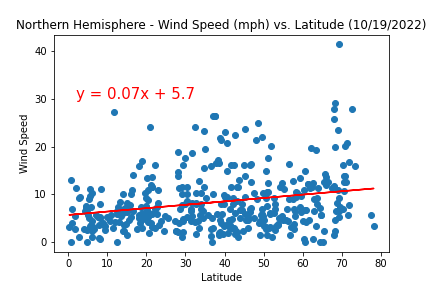 Northern Hemisphere - Wind Speed (mph) vs. Latitude (10/19/2022)
40
y = 0.07x + 5.7
30
20
10
0
Wind Speed
0 10 20 30 40 50 60 70 80
Latitude